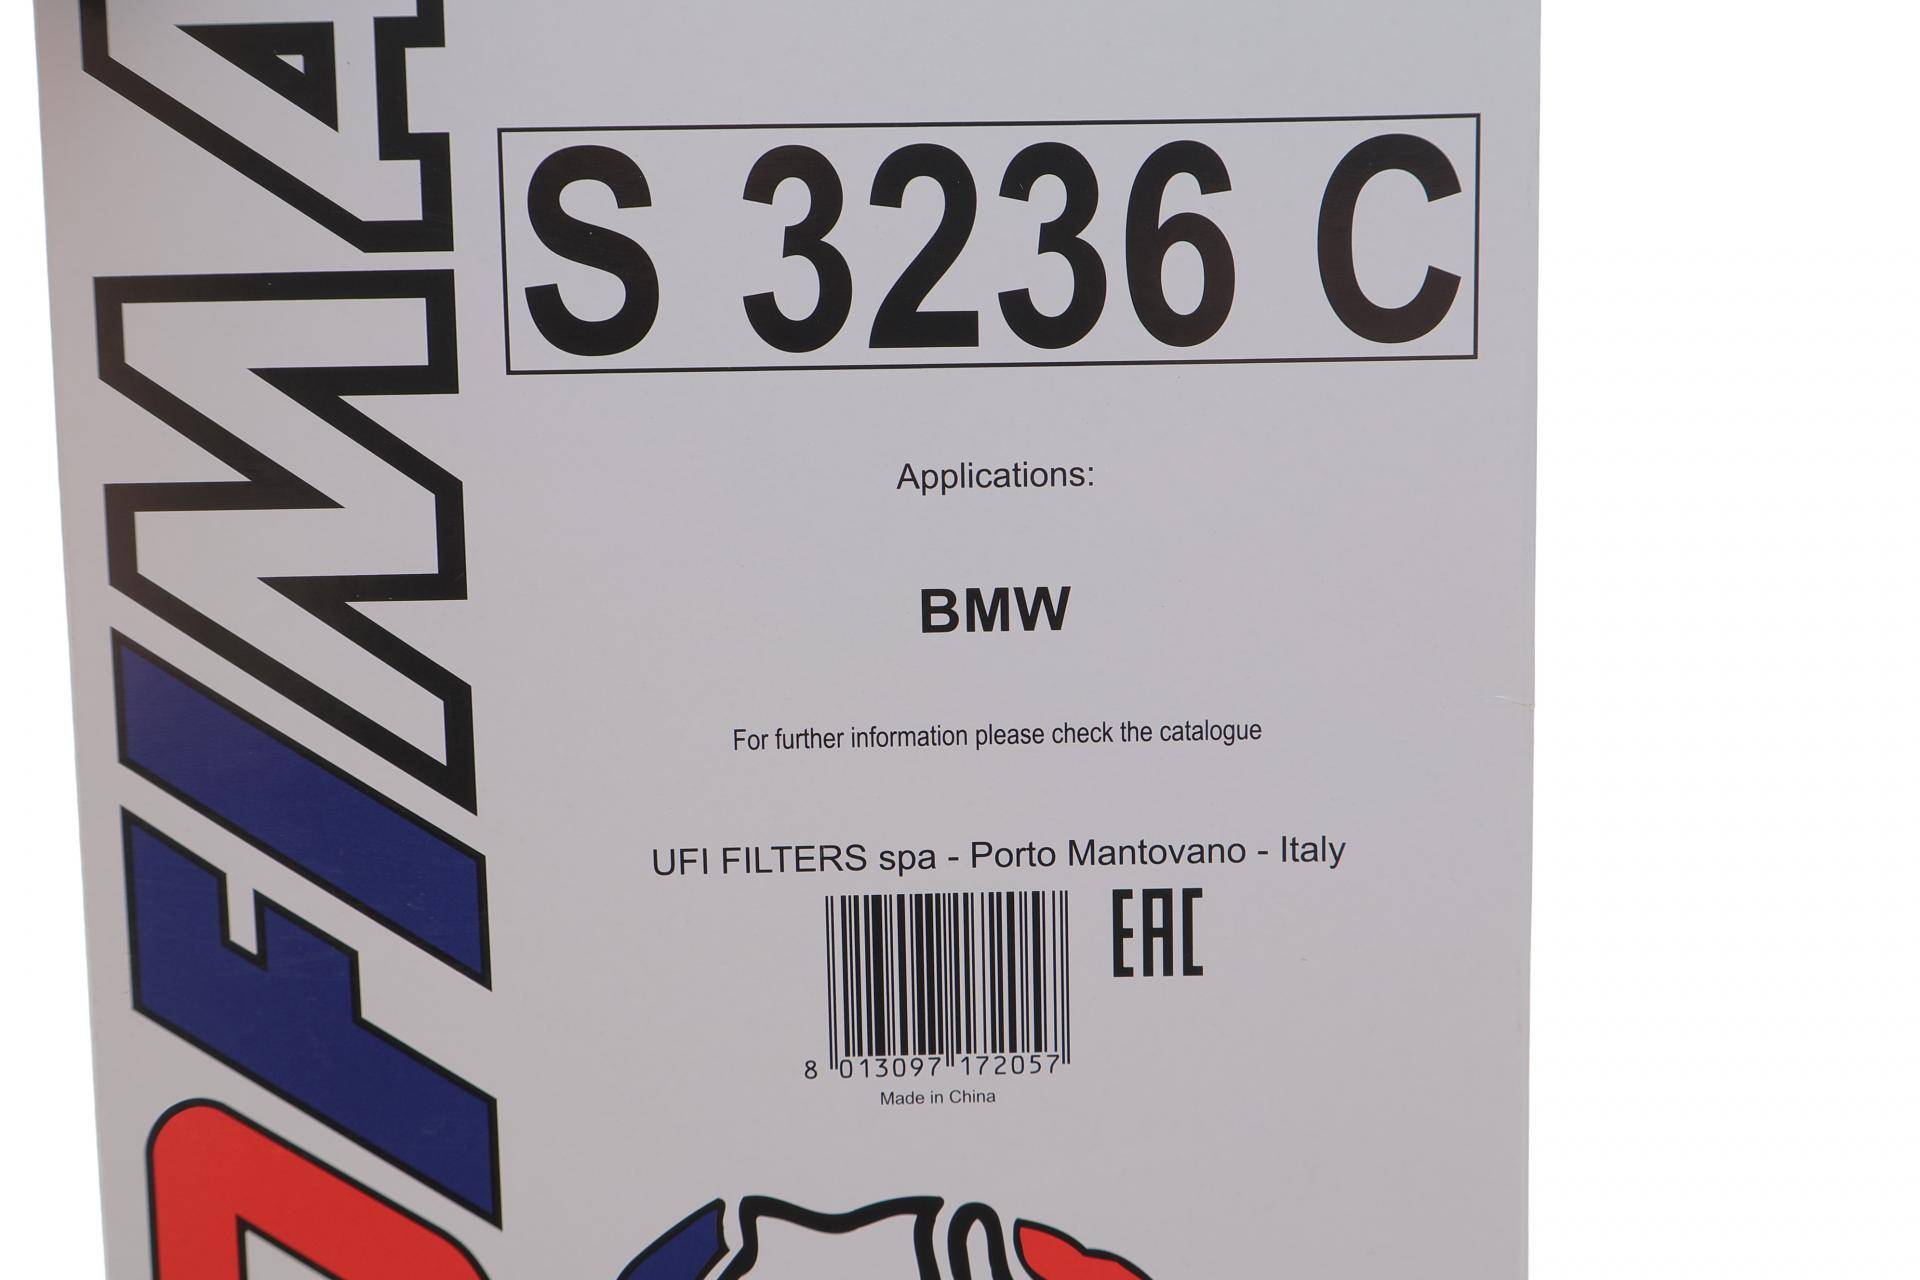 S 3236 C
Applications:
BMW
For further information please check the catalogue
UFI FILTERS spa - Porto Mantovano - Italy
EAC
8 013097 172057
Made in China
OFIMA